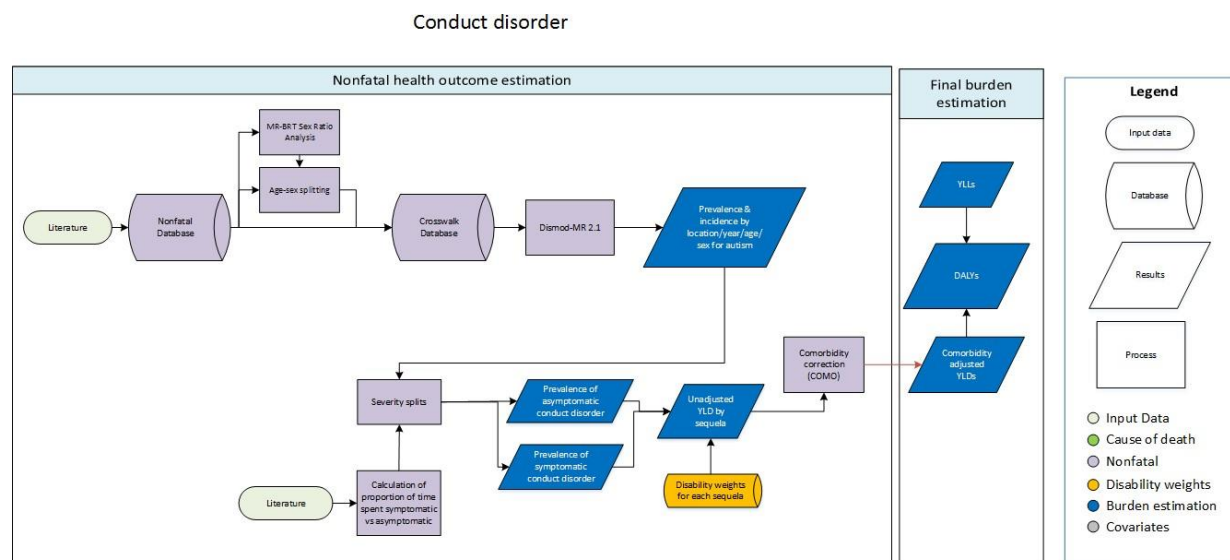 Conduct disorder
Nonfatal health outcome estimation
Final burden
estimation
Legend
MR-BRT Sex Ratio
Analysis
Age-sex splitting
Literature
Nonfatal
Database
Crosswalk
Database
Dismod-MR 2.1
Prevalence &
incidence by
location/year/age/
sex for autism
YLLs
DALYs
Comorbidity
adjusted
YLDs
Comorbidity
correction
(COMO)
Severity splits
Prevalence of
asymptomatic
conduct disorder
Prevalence of
symptomatic
conduct disorder
Unadjusted
YLD by
sequela
Disability weights
for each sequela
Literature
Calculation of
proportion of time
spent symptomatic
vs asymptomatic
Input data
Database
Results
Process
Input Data
Cause of death
Nonfatal
Disability weights
Burden estimation
Covariates